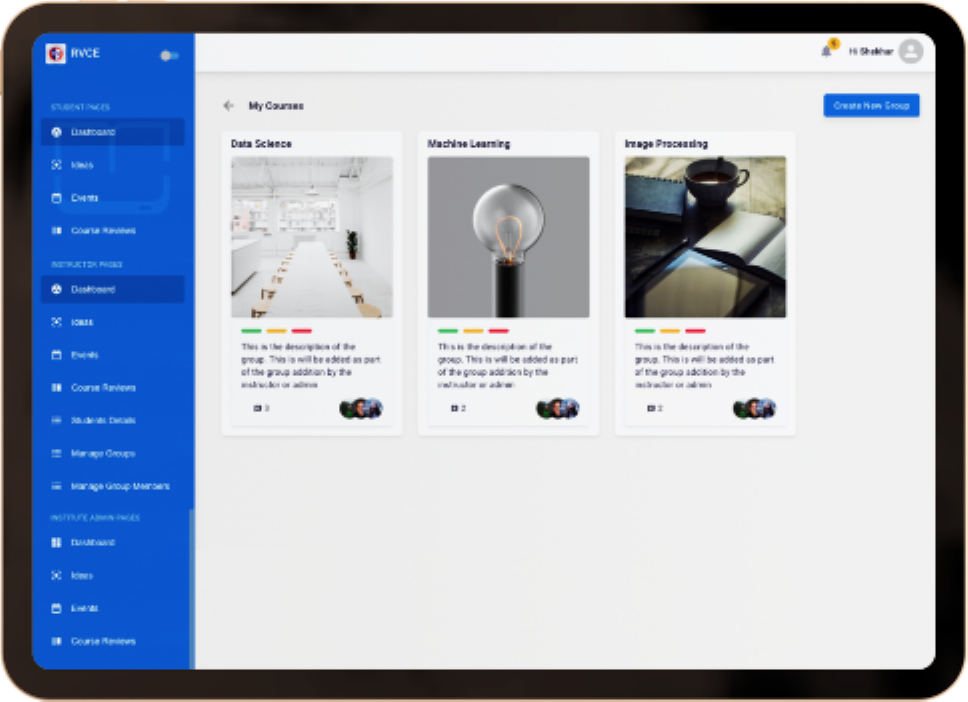 RVCE
Hi Shekhar
STUDENT PAGES
Dashboard
Ideas
Events
Course Reviews
INSTRUCTOR PAGES
Dashboard
Ideas
Events
Course Reviews
Students Details
Manage Groups
Manage Group Members
INSTITUTE ADMIN PAGES
Dashboard
Ideas
Events
Course Reviews
My Courses
Create New Group
Data Science
This is the description of the
group. This is will be added as part
of the group addition by the
instructor or admin
3
Machine Learning
This is the description of the
group. This is will be added as part
of the group addition by the
instructor or admin
2
Image Processing
This is the description of the
group. This is will be added as part
of the group addition by the
instructor or admin
2